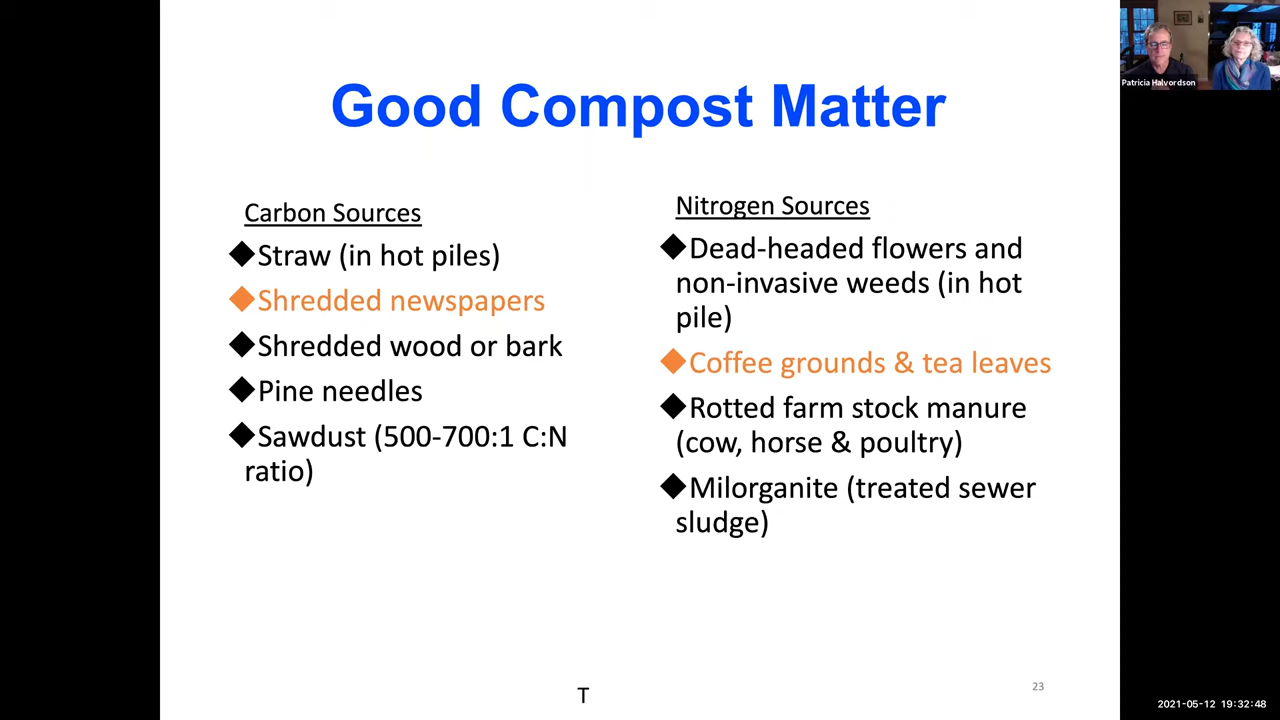 Good Compost Matter
Carbon Sources
◆Straw (in hot piles)
◆Shredded newspapers
◆Shredded wood or bark
◆Pine needles
◆Sawdust (500-700:1 C:N
ratio)
Nitrogen Sources
◆Dead-headed flowers and
non-invasive weeds (in hot
pile)
◆Coffee grounds & tea leaves
◆Rotted farm stock manure
(cow, horse & poultry)
◆Milorganite (treated sewer
sludge)
T
23
Patricia Halvordson
2021-05-12 19:32:48